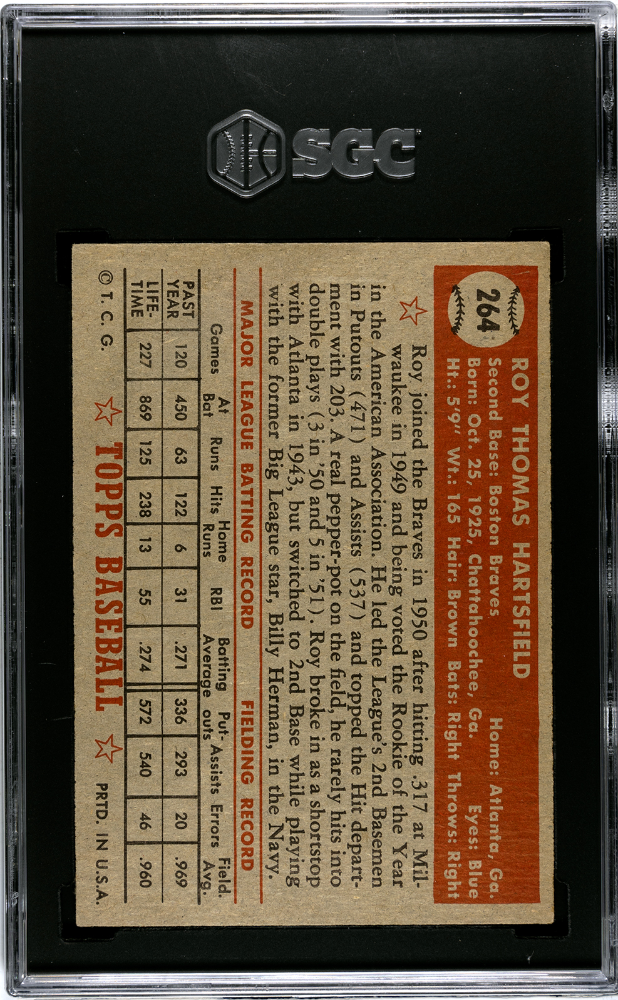 SGC
264
ROY THOMAS HARTSFIELD
Second Base: Boston Braves Home: Atlanta, Ga.
Born: Oct. 25, 1925, Chattahoochee, Ga. Eyes: Blue
Ht.: 5'9" Wt.: 165 Hair: Brown Bats: Right Throws: Right
Roy joined the Braves in 1950 after hitting .317 at Mil-
waukee in 1949 and being voted the Rookie of the Year
in the American Association. He led the League's 2nd Basemen
in Putouts (471) and Assists (537) and topped the Hit depart-
ment with 203. A real pepper-pot on the field, he rarely hits into
double plays (3 in '50 and 5 in '51). Roy broke in as a shortstop
with Atlanta in 1943, but switched to 2nd Base while playing
with the former Big League star, Billy Herman, in the Navy.
MAJOR LEAGUE BATTING RECORD FIELDING RECORD
Games At Bat Runs Hits Home Runs RBI Batting Average Put-outs Assists Errors Field. Avg.
PAST YEAR 120 450 63 122 6 31 .271 336 293 20 .969
LIFE-TIME 227 869 125 238 13 55 .274 572 540 46 .960
© T. C. G. TOPPS BASEBALL PRTD. IN U.S.A.